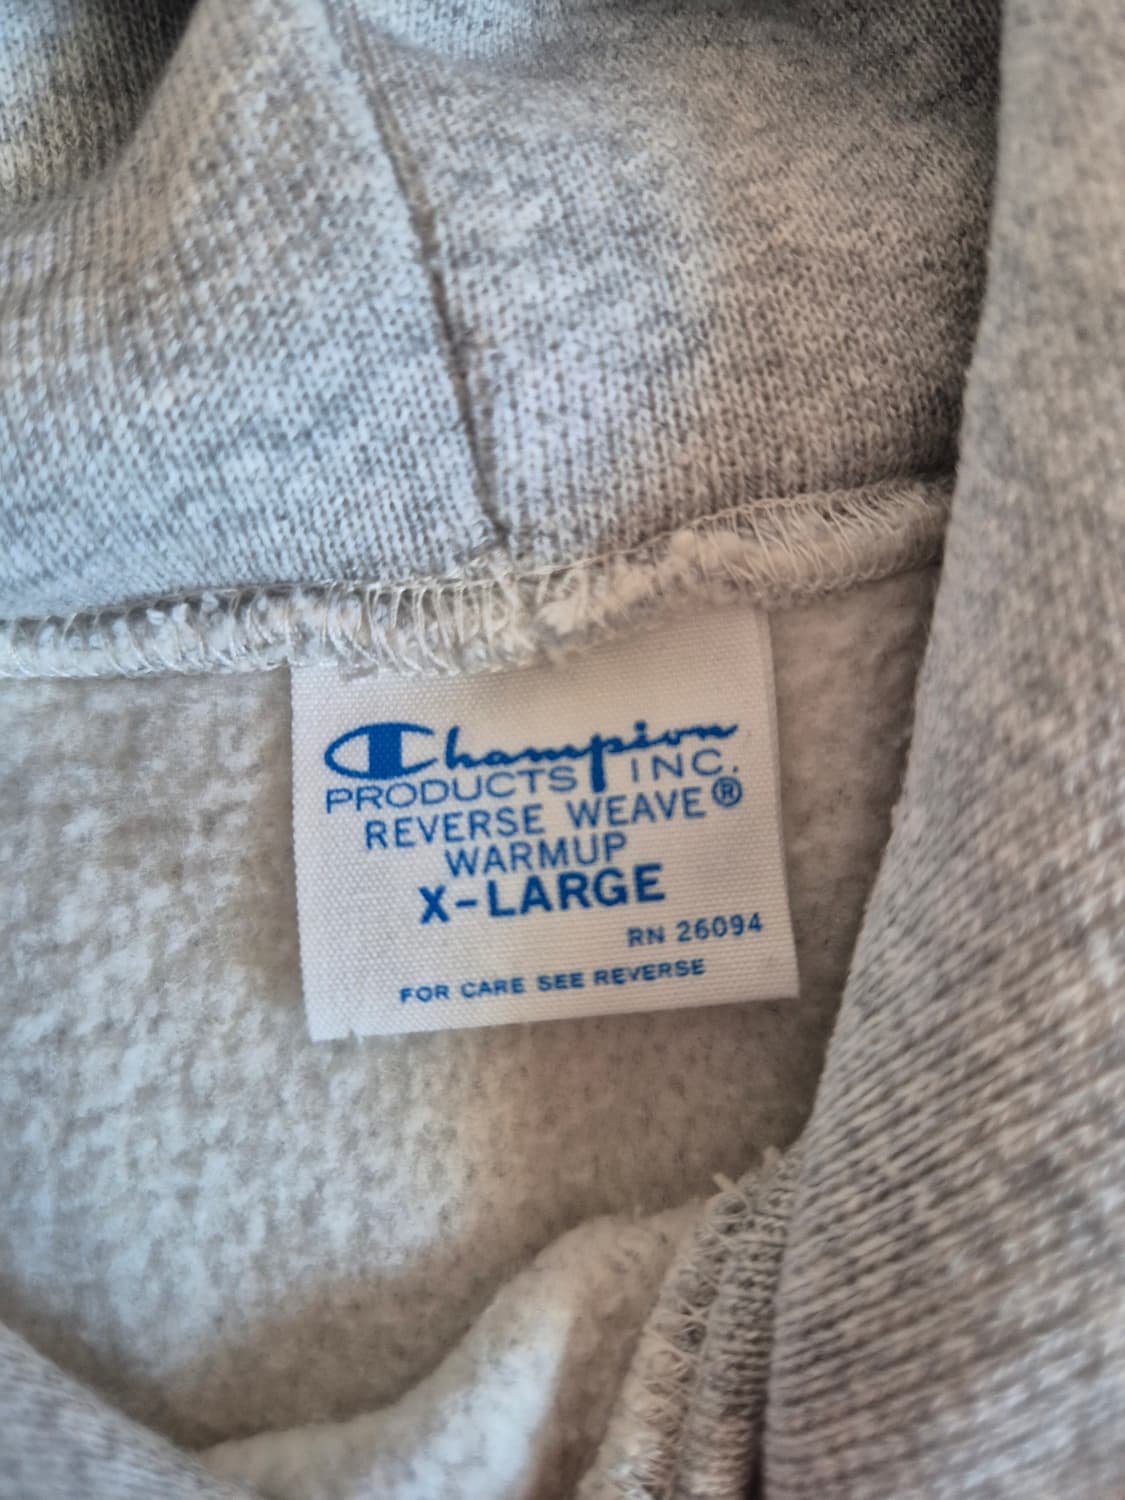 Champion
PRODUCTS INC.
REVERSE WEAVE®
WARMUP
X-LARGE
RN 26094
FOR CARE SEE REVERSE